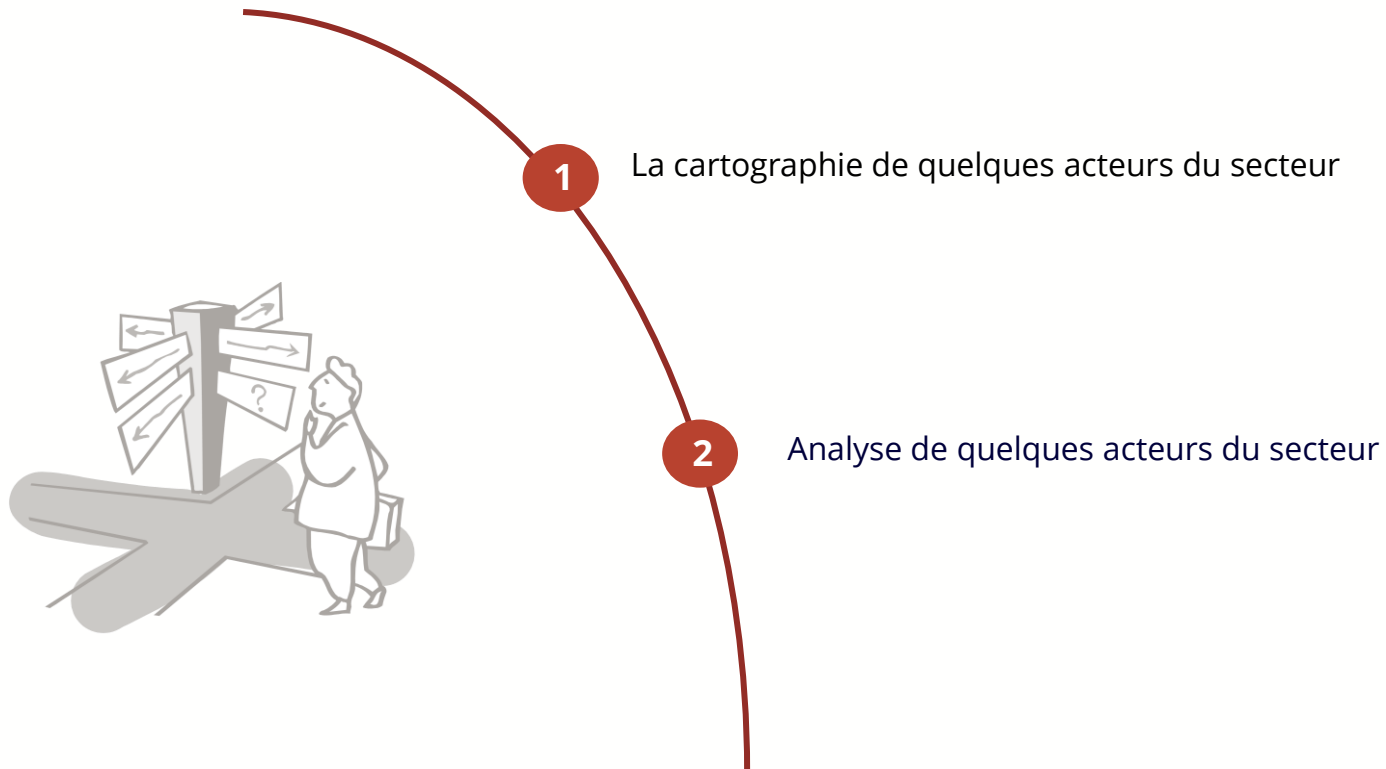 1 La cartographie de quelques acteurs du secteur
?
2 Analyse de quelques acteurs du secteur